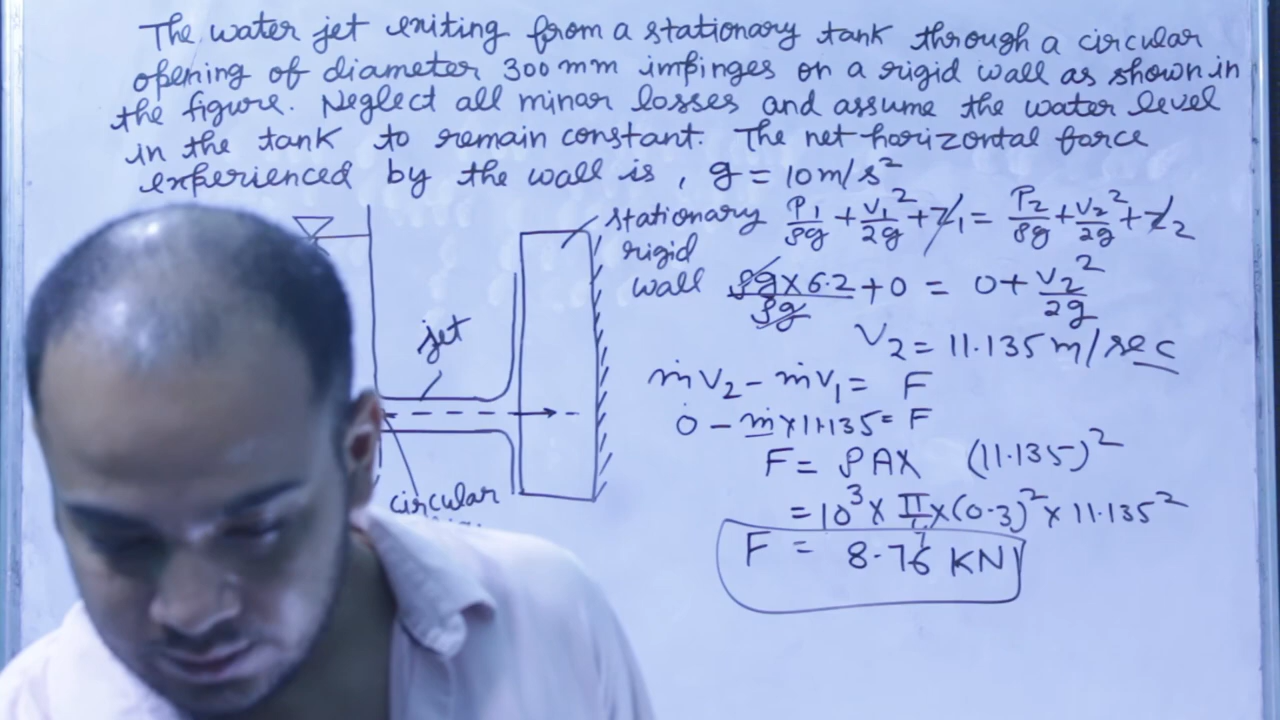 The water jet exiting from a stationary tank through a circular
opening of diameter 300 mm impinges on a rigid wall as shown in
the figure. Neglect all minor losses and assume the water level
in the tank to remain constant. The net horizontal force
experienced by the wall is, g = 10 m/s²
stationary
rigid
wall
jet
circular
P₁/ρg + V₁²/2g + Z₁ = P₂/ρg + V₂²/2g + Z₂
ρg×6.2/ρg + 0 = 0 + V₂²/2g
V₂ = 11.135 m/sec
ṁV₂ - ṁV₁ = F
0 - ṁ×11.135 = F
F = ρAX (11.135)²
= 10³ × π/4 × (0.3)² × 11.135²
F = 8.76 KN